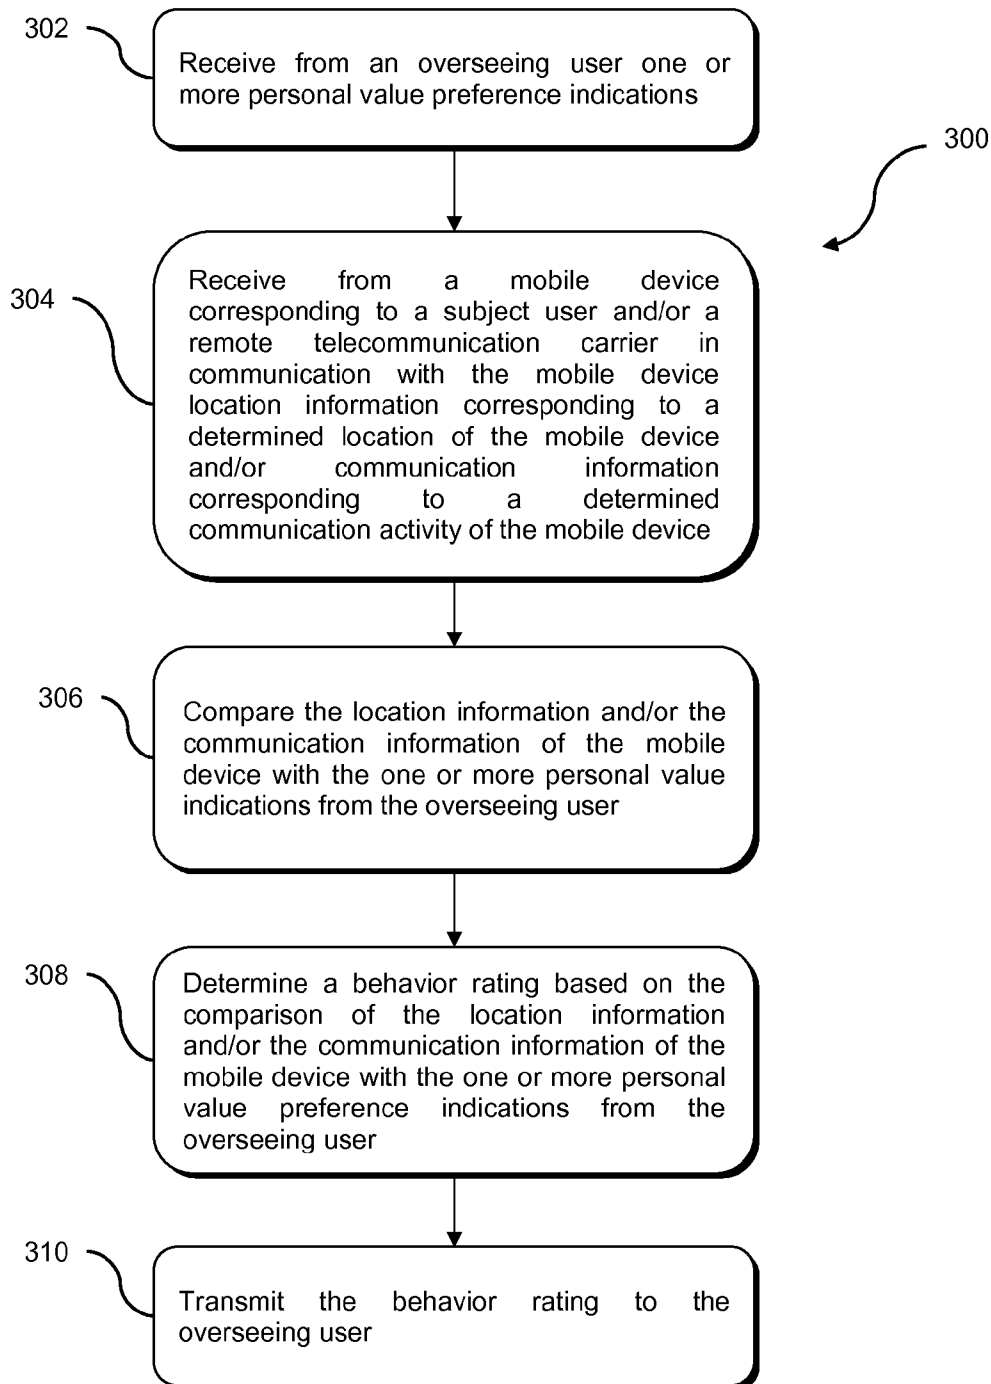 302
Receive from an overseeing user one or
more personal value preference indications
300
304
Receive from a mobile device
corresponding to a subject user and/or a
remote telecommunication carrier in
communication with the mobile device
location information corresponding to a
determined location of the mobile device
and/or communication information
corresponding to a determined
communication activity of the mobile device
306
Compare the location information and/or the
communication information of the mobile
device with the one or more personal value
indications from the overseeing user
308
Determine a behavior rating based on the
comparison of the location information
and/or the communication information of the
mobile device with the one or more personal
value preference indications from the
overseeing user
310
Transmit the behavior rating to the
overseeing user